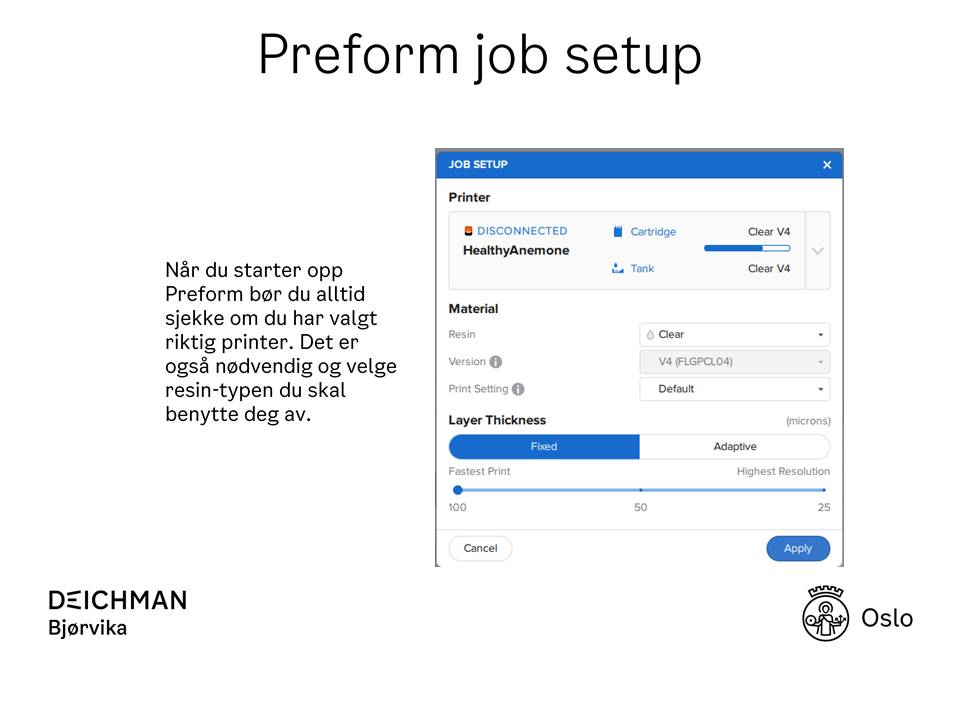 Preform job setup
Når du starter opp
Preform bør du alltid
sjekke om du har valgt
riktig printer. Det er
også nødvendig og velge
resin-typen du skal
benytte deg av.
JOB SETUP
Printer
DISCONNECTED
HealthyAnemone
Cartridge
Clear V4
Tank
Clear V4
Material
Resin
Clear
Version
V4 (FLGPCL04)
Print Setting
Default
Layer Thickness
(microns)
Fixed
Adaptive
Fastest Print
Highest Resolution
100
50
25
Cancel
Apply
DEICHMAN
Bjørvika
Oslo